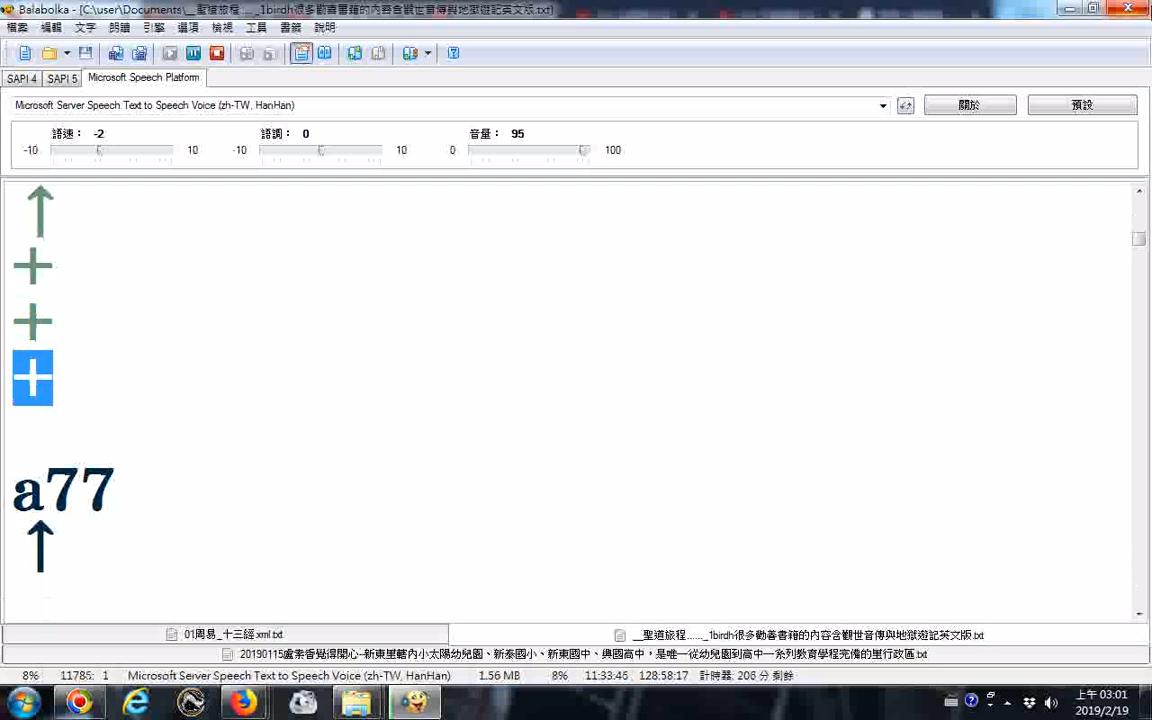 Balabolka - [C:\user\Documents\__聖道旅程......_1birdh很多勸善書籍的內容含觀世音傳與地獄遊記英文版.txt]
檔案 編輯 文字 朗讀 引擎 選項 檢視 工具 書籤 說明
SAPI 4 SAPI 5 Microsoft Speech Platform
Microsoft Server Speech Text to Speech Voice (zh-TW, HanHan) 關於 預設
語速： -2 語調： 0 音量： 95
-10 10 -10 10 0 100
↑
+
+
+
a77
↑
01周易_十三經.xml.txt __聖道旅程......_1birdh很多勸善書籍的內容含觀世音傳與地獄遊記英文版.txt
20190115盧素香覺得開心--新東里轄內小太陽幼兒園、新泰國小、新東國中、興國高中，是唯一從幼兒園到高中一系列教育學程完備的里行政區.txt
8% 11785: 1 Microsoft Server Speech Text to Speech Voice (zh-TW, HanHan) 1.56 MB 8% 11:33:46 128:58:17 計時器: 206 分 剩餘
上午 03:01
2019/2/19